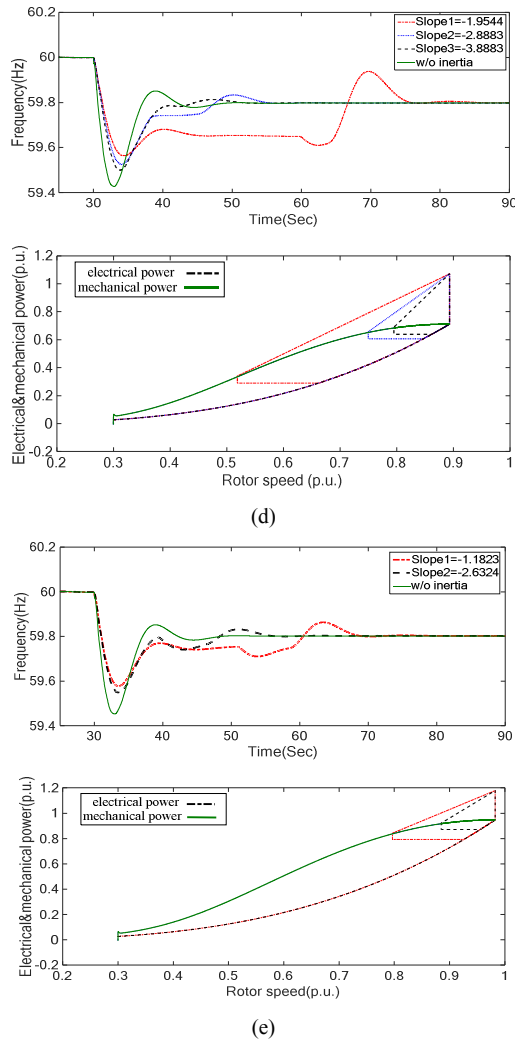 60.2
60
59.8
59.6
59.4
Frequency(Hz)
Slope1=-1.9544
Slope2=-2.8883
Slope3=-3.8883
w/o inertia
30 40 50 60 70 80 90
Time(Sec)
1.2
1
0.8
0.6
0.4
0.2
0
-0.2
Electrical&mechanical power(p.u.)
electrical power
mechanical power
0.2 0.3 0.4 0.5 0.6 0.7 0.8 0.9 1
Rotor speed (p.u.)
(d)
60.2
60
59.8
59.6
59.4
Frequency(Hz)
Slope1=-1.1823
Slope2=-2.6324
w/o inertia
30 40 50 60 70 80 90
Time(Sec)
1.2
1
0.8
0.6
0.4
0.2
0
-0.2
Electrical&mechanical power(p.u.)
electrical power
mechanical power
0.2 0.3 0.4 0.5 0.6 0.7 0.8 0.9 1
Rotor speed(p.u.)
(e)